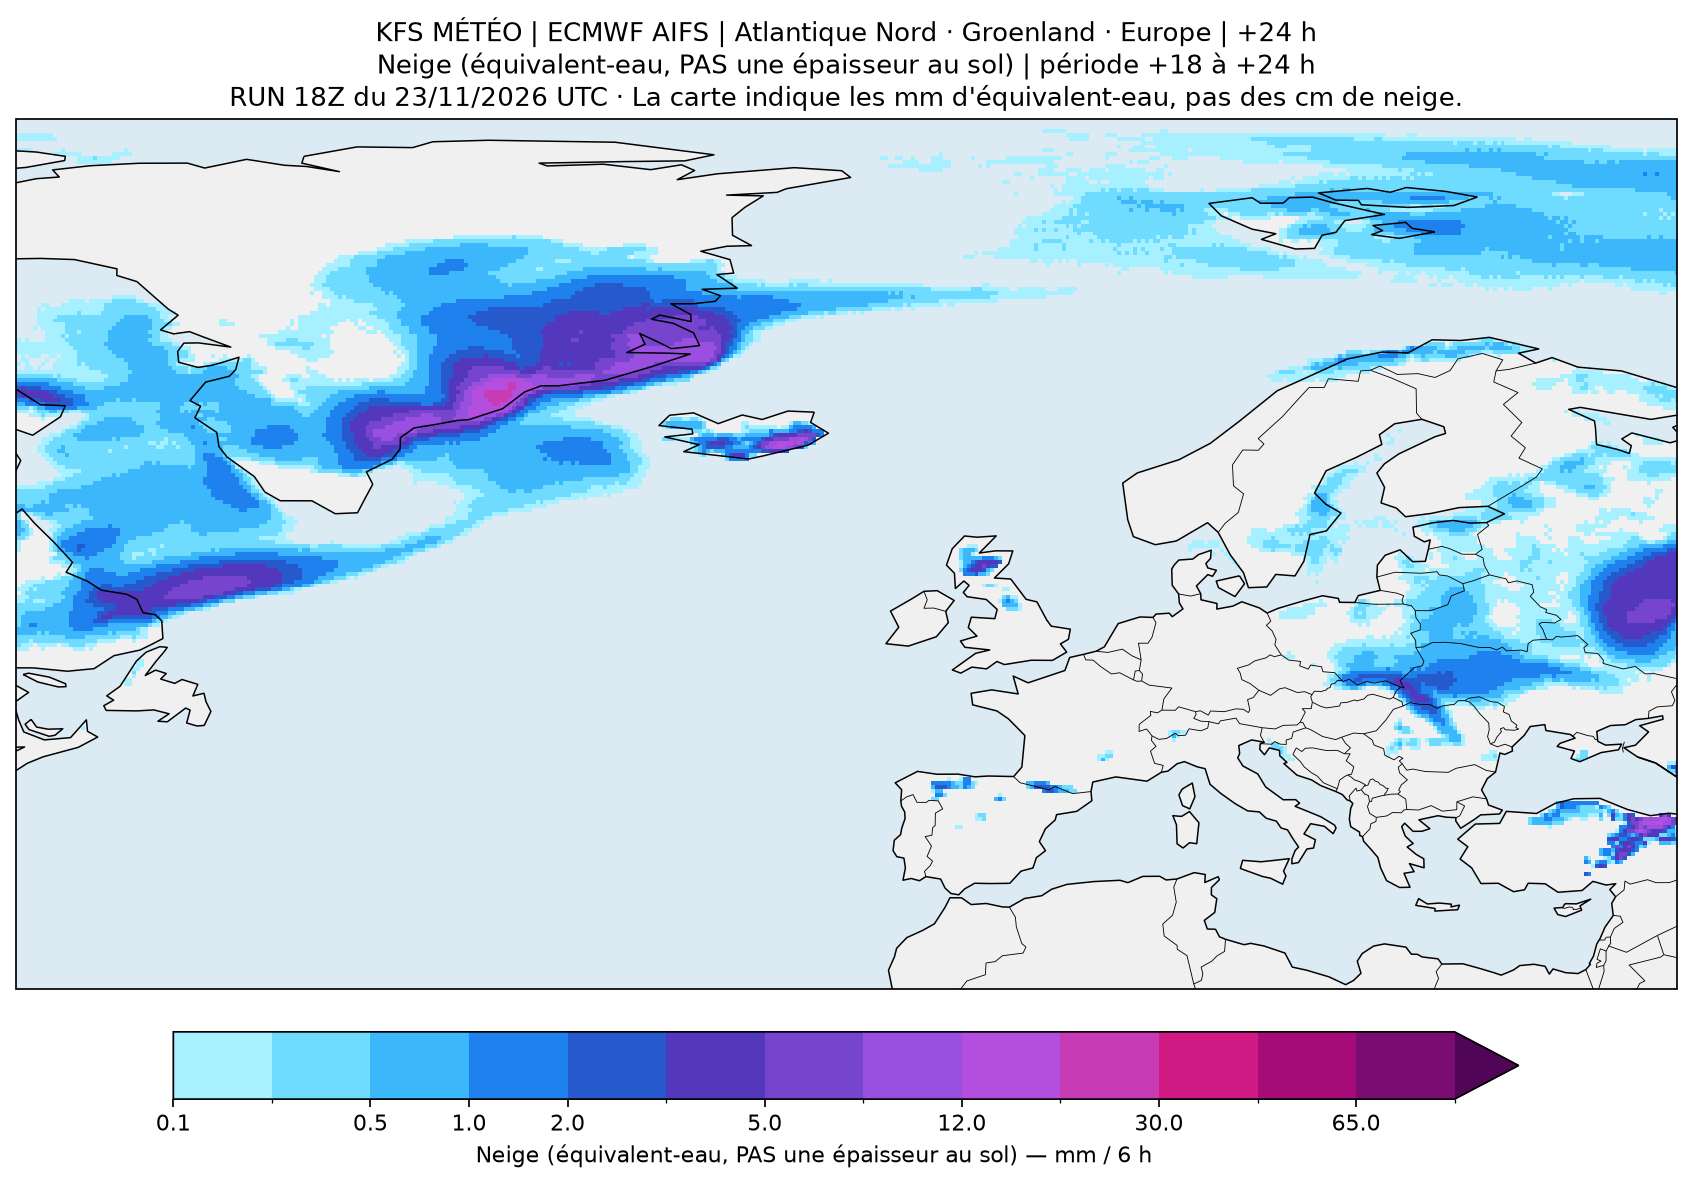 KFS MÉTÉO | ECMWF AIFS | Atlantique Nord · Groenland · Europe | +24 h
Neige (équivalent-eau, PAS une épaisseur au sol) | période +18 à +24 h
RUN 18Z du 23/11/2026 UTC · La carte indique les mm d'équivalent-eau, pas des cm de neige.
0.1 0.5 1.0 2.0 5.0 12.0 30.0 65.0
Neige (équivalent-eau, PAS une épaisseur au sol) — mm / 6 h